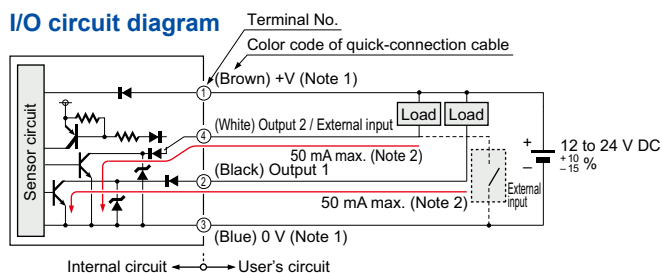 I/O circuit diagram
Terminal No.
Color code of quick-connection cable
Sensor circuit
1
(Brown) +V (Note 1)
4
(White) Output 2 / External input
Load
Load
50 mA max. (Note 2)
2
(Black) Output 1
50 mA max. (Note 2)
External
input
+
–
12 to 24 V DC
+10
–15 %
3
(Blue) 0 V (Note 1)
Internal circuit
User's circuit